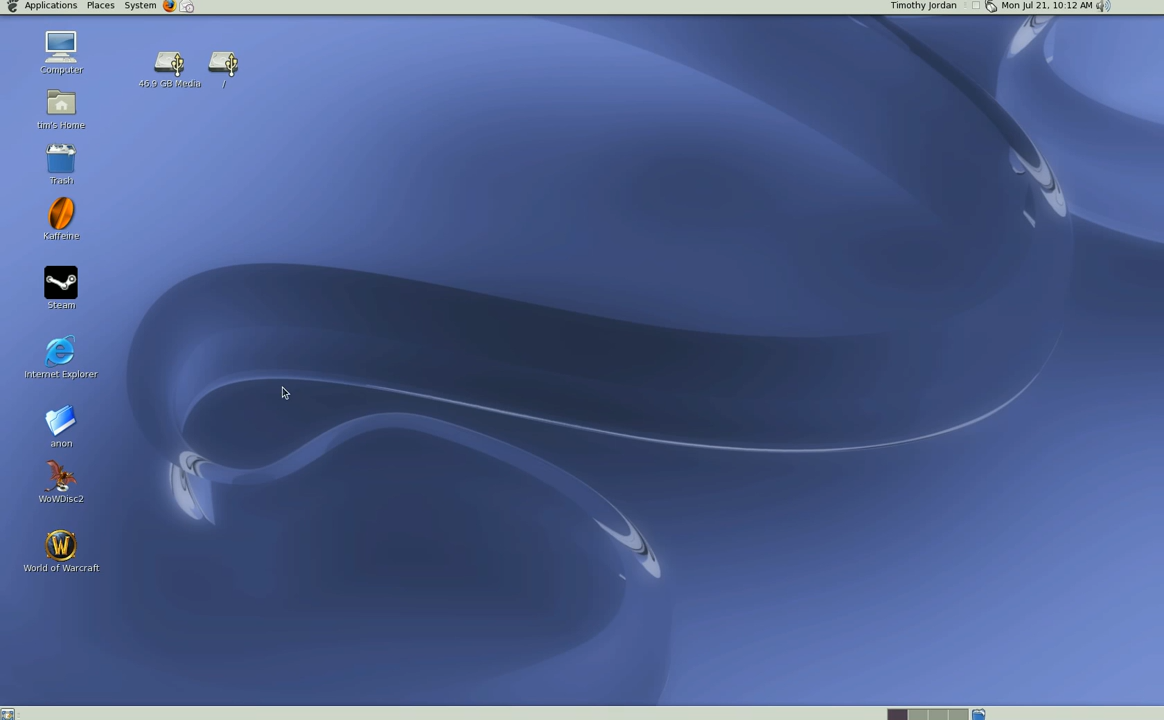 Applications Places System
Timothy Jordan
Mon Jul 21, 10:12 AM
Computer
46.9 GB Media
/
tim's Home
Trash
Kaffeine
Steam
Internet Explorer
anon
WoWDisc2
World of Warcraft